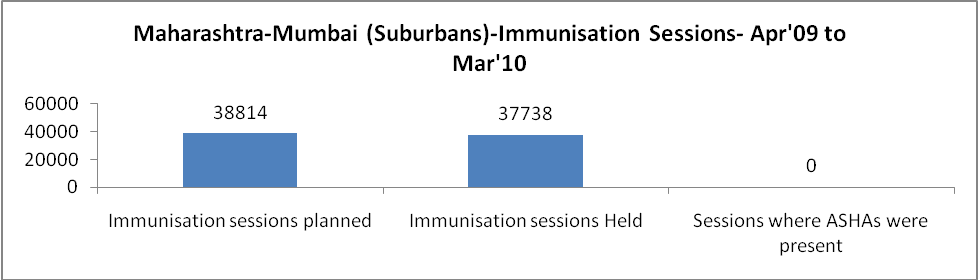 Maharashtra-Mumbai (Suburbans)-Immunisation Sessions- Apr'09 to
Mar'10
60000
40000
20000
0
38814
37738
0
Immunisation sessions planned
Immunisation sessions Held
Sessions where ASHAs were
present